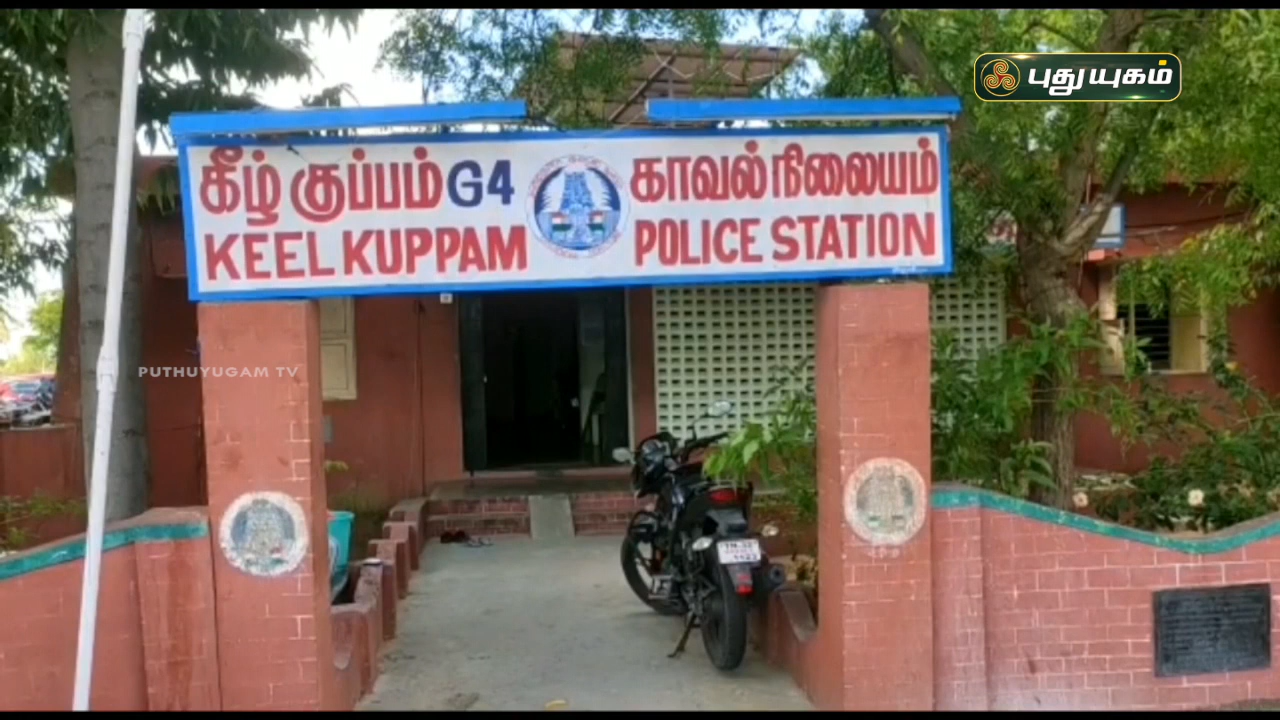 புதுயுகம்
கீழ் குப்பம் G4 காவல் நிலையம்
KEEL KUPPAM POLICE STATION
PUTHUYUGAM TV